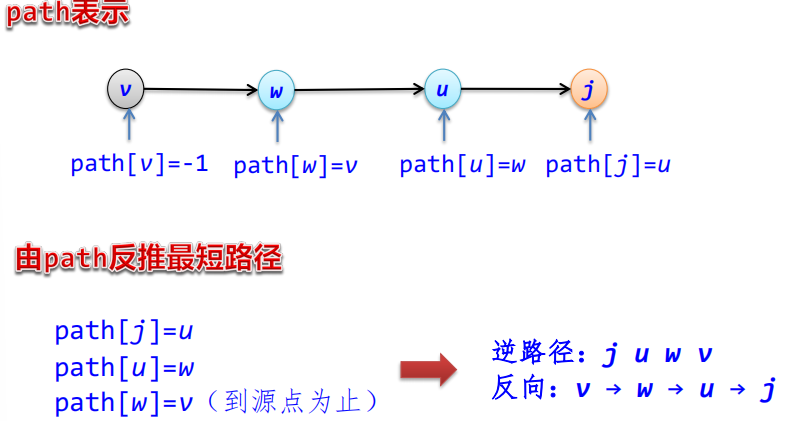 path表示
v w u j
path[v]=-1 path[w]=v path[u]=w path[j]=u
由path反推最短路径
path[j]=u
path[u]=w
path[w]=v（到源点为止）
逆路径：j u w v
反向：v → w → u → j